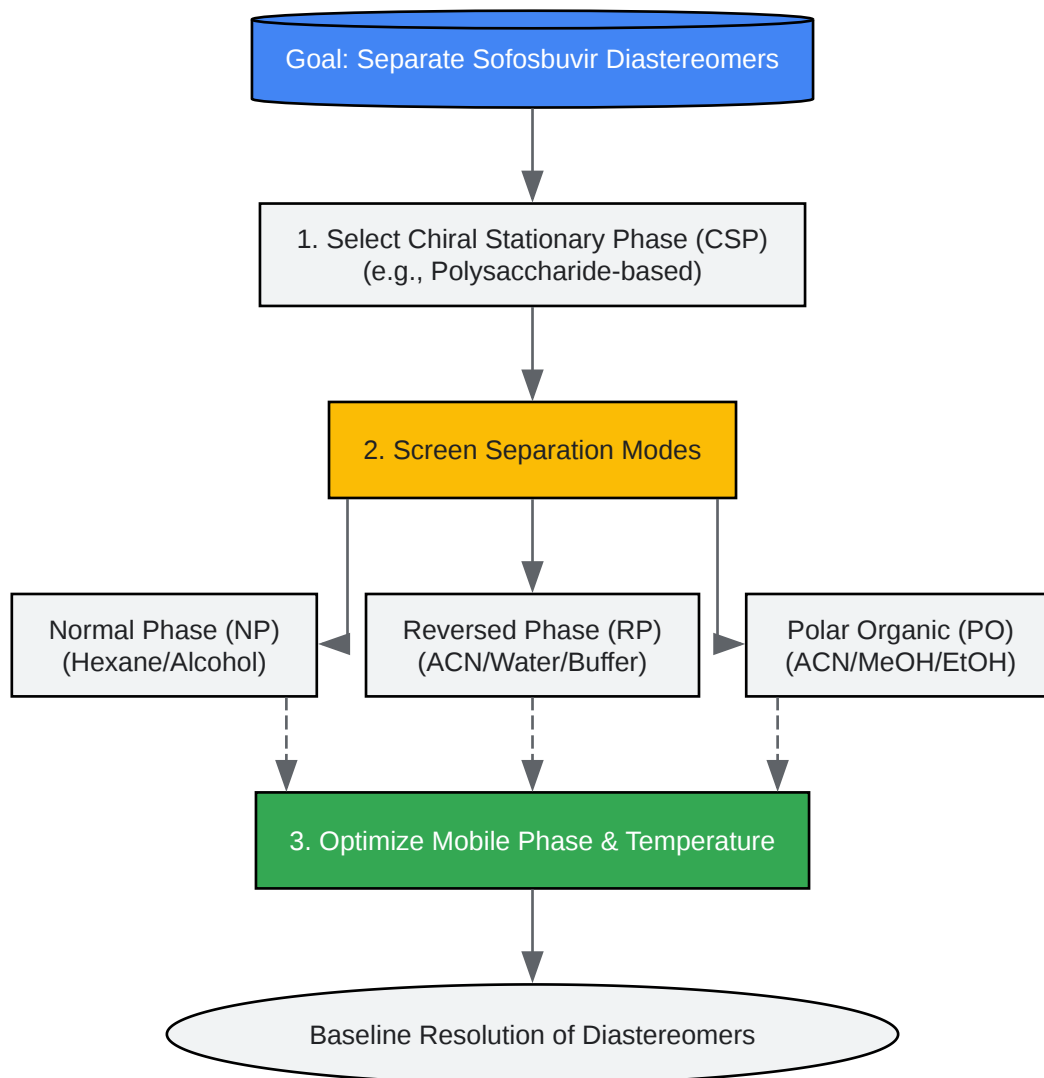 Goal: Separate Sofosbuvir Diastereomers
1. Select Chiral Stationary Phase (CSP)
(e.g., Polysaccharide-based)
2. Screen Separation Modes
Normal Phase (NP)
(Hexane/Alcohol)
Reversed Phase (RP)
(ACN/Water/Buffer)
Polar Organic (PO)
(ACN/MeOH/EtOH)
3. Optimize Mobile Phase & Temperature
Baseline Resolution of Diastereomers